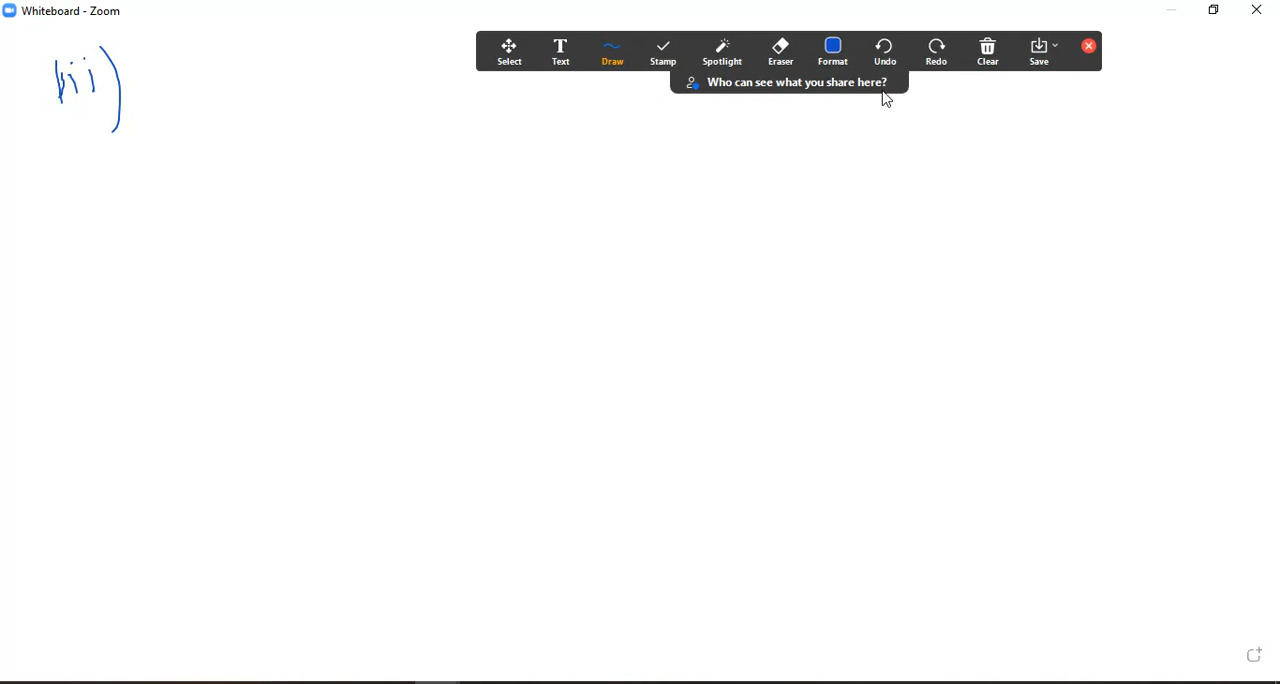 Whiteboard - Zoom
Select Text Draw Stamp Spotlight Eraser Format Undo Redo Clear Save
Who can see what you share here?
iii)